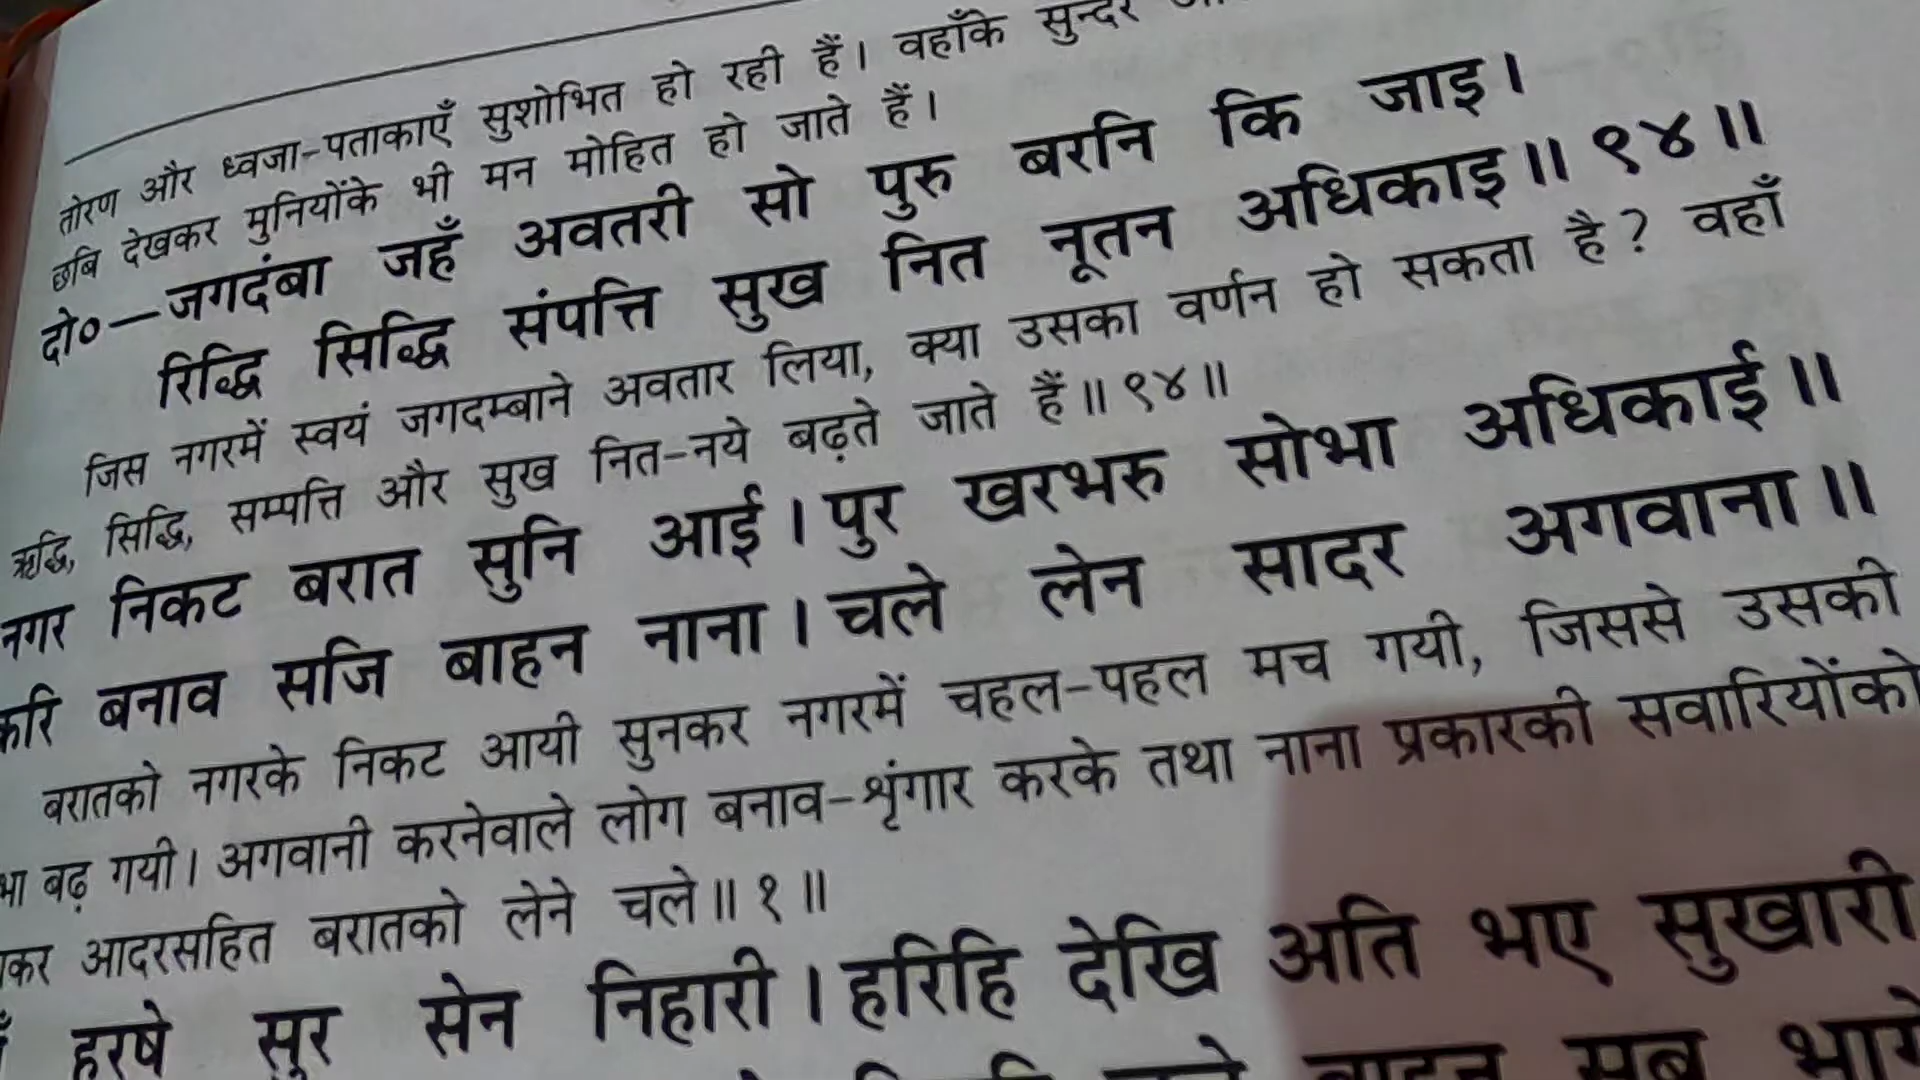 तोरण और ध्वजा-पताकाएँ सुशोभित हो रही हैं। वहाँके सुन्दर
छबि देखकर मुनियोंके भी मन मोहित हो जाते हैं।
दो०—जगदंबा जहँ अवतरी सो पुरु बरनि कि जाइ।
रिद्धि सिद्धि संपत्ति सुख नित नूतन अधिकाइ॥ ९४॥
जिस नगरमें स्वयं जगदम्बाने अवतार लिया, क्या उसका वर्णन हो सकता है? वहाँ
ऋद्धि, सिद्धि, सम्पत्ति और सुख नित-नये बढ़ते जाते हैं॥ ९४॥
नगर निकट बरात सुनि आई। पुर खरभरु सोभा अधिकाई॥
करि बनाव सजि बाहन नाना। चले लेन सादर अगवाना॥
बरातको नगरके निकट आयी सुनकर नगरमें चहल-पहल मच गयी, जिससे उसकी
भा बढ़ गयी। अगवानी करनेवाले लोग बनाव-शृंगार करके तथा नाना प्रकारकी सवारियोंको
कर आदरसहित बरातको लेने चले॥ १॥
हरषे सुर सेन निहारी। हरिहि देखि अति भए सुखारी
बाहन सब भागे